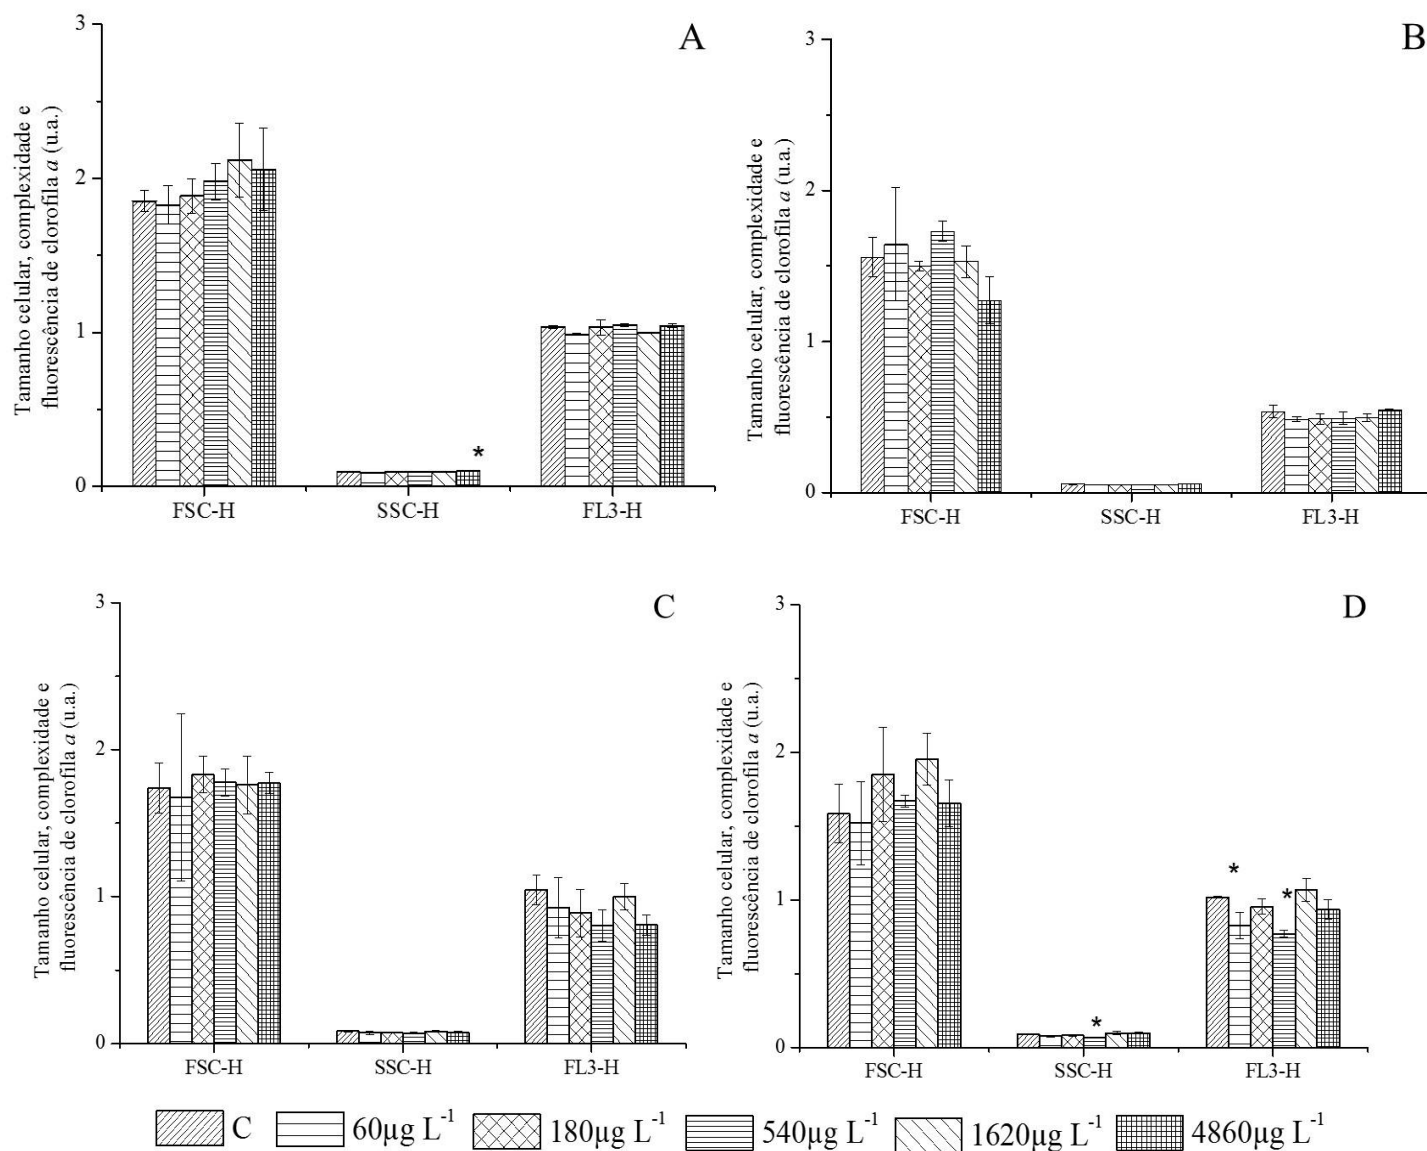 A
Tamanho celular, complexidade e
fluorescência de clorofila a (u.a.)
3
2
1
0
*
FSC-H
SSC-H
FL3-H
B
Tamanho celular, complexidade e
fluorescência de clorofila a (u.a.)
3
2
1
0
FSC-H
SSC-H
FL3-H
C
Tamanho celular, complexidade e
fluorescência de clorofila a (u.a.)
3
2
1
0
FSC-H
SSC-H
FL3-H
D
Tamanho celular, complexidade e
fluorescência de clorofila a (u.a.)
3
2
1
0
*
*
*
FSC-H
SSC-H
FL3-H
C
60µg L⁻¹
180µg L⁻¹
540µg L⁻¹
1620µg L⁻¹
4860µg L⁻¹